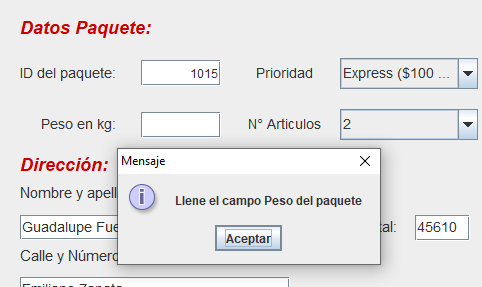 Datos Paquete:
ID del paquete: 1015 Prioridad Express ($100 ...
Peso en kg: N° Articulos 2
Dirección:
Mensaje
Nombre y apell
Llene el campo Peso del paquete
Guadalupe Fue tal: 45610
Aceptar
Calle y Número
Emiliano Zapata